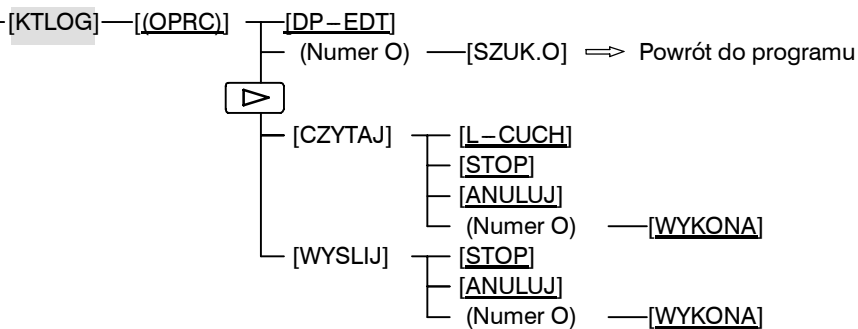 [KTLOG] [(OPRC)] [DP–EDT]
(Numer O) [SZUK.O] Powrót do programu
[CZYTAJ] [L–CUCH]
[STOP]
[ANULUJ]
(Numer O) [WYKONA]
[WYSLIJ] [STOP]
[ANULUJ]
(Numer O) [WYKONA]